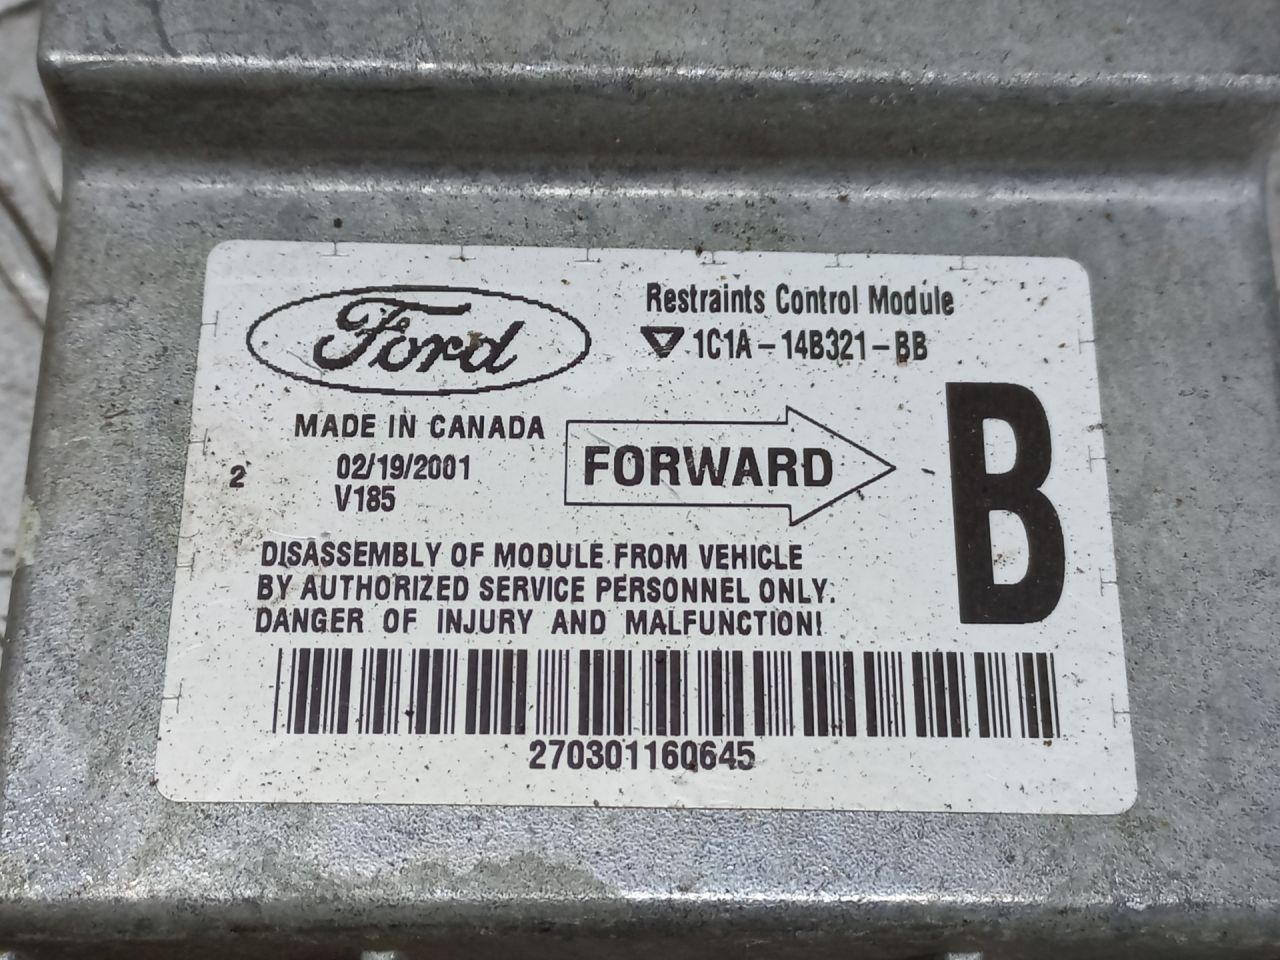 Ford
Restraints Control Module
1C1A-14B321-BB
MADE IN CANADA
02/19/2001
2
V185
FORWARD
B
DISASSEMBLY OF MODULE FROM VEHICLE
BY AUTHORIZED SERVICE PERSONNEL ONLY.
DANGER OF INJURY AND MALFUNCTION!
270301160645